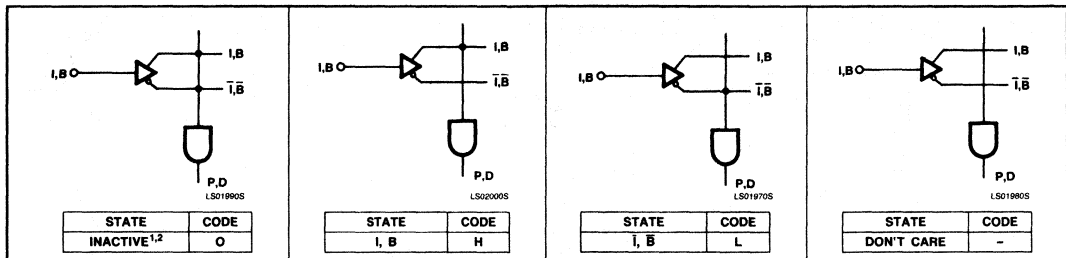 I,B
I,B
I̅,B̅
P,D
LS01990S
STATE CODE
INACTIVE1,2 O
I,B
I,B
I̅,B̅
P,D
LS02000S
STATE CODE
I, B H
I,B
I,B
I̅,B̅
P,D
LS01970S
STATE CODE
I̅, B̅ L
I,B
I,B
I̅,B̅
P,D
LS01980S
STATE CODE
DON'T CARE –